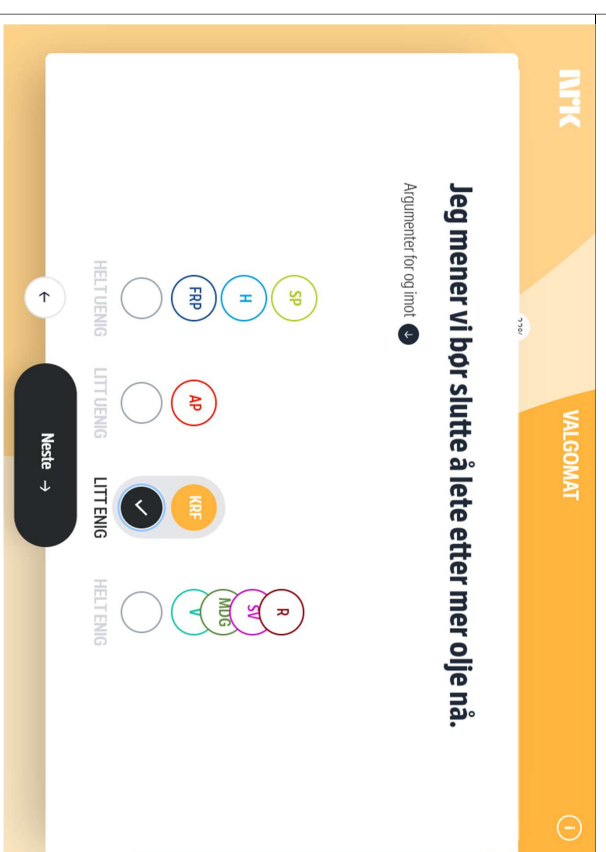 NRK
VALGOMAT
i
Jeg mener vi bør slutte å lete etter mer olje nå.
Argumenter for og imot
SP
H
FRP
AP
KRF
R
SV
MDG
V
HELT UENIG
LITT UENIG
LITT ENIG
HELT ENIG
Neste →